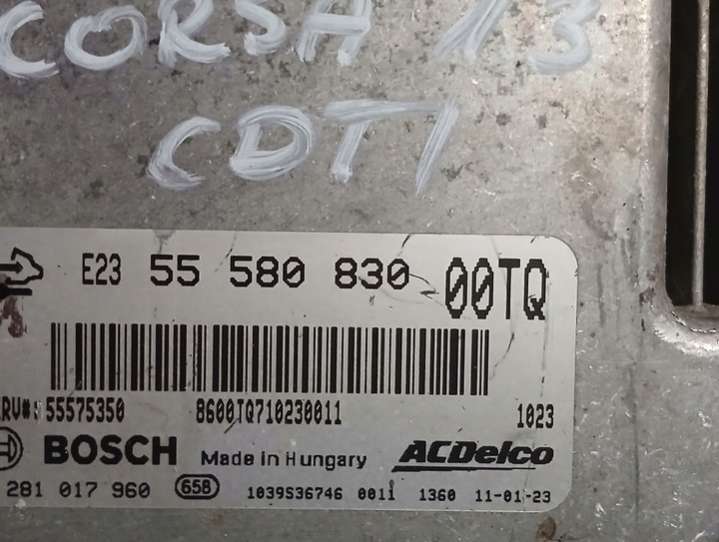 CORSA 1.3
CDTI
E23 55 580 830 00TQ
RV#: 55575350 8600TQ710230011 1023
BOSCH Made in Hungary ACDelco
281 017 960 658 1039S36746 0011 1360 11-01-23